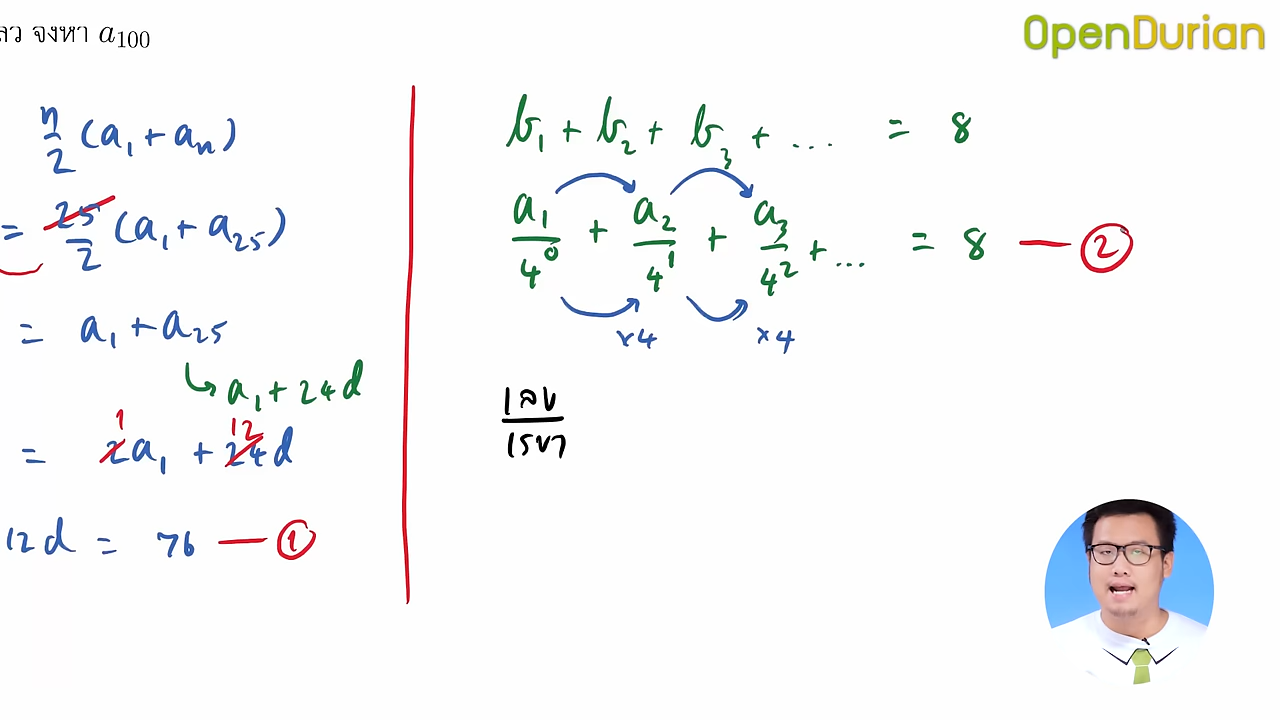 ลว จงหา a₁₀₀
OpenDurian
n/2 (a₁ + aₙ)
= 25/2 (a₁ + a₂₅)
= a₁ + a₂₅
↳ a₁ + 24d
1 12
= 2a₁ + 24d
12d = 76 — ①
b₁ + b₂ + b₃ + ... = 8
a₁/4⁰ + a₂/4¹ + a₃/4² + ... = 8 — ②
×4 ×4
เลข
เรขา